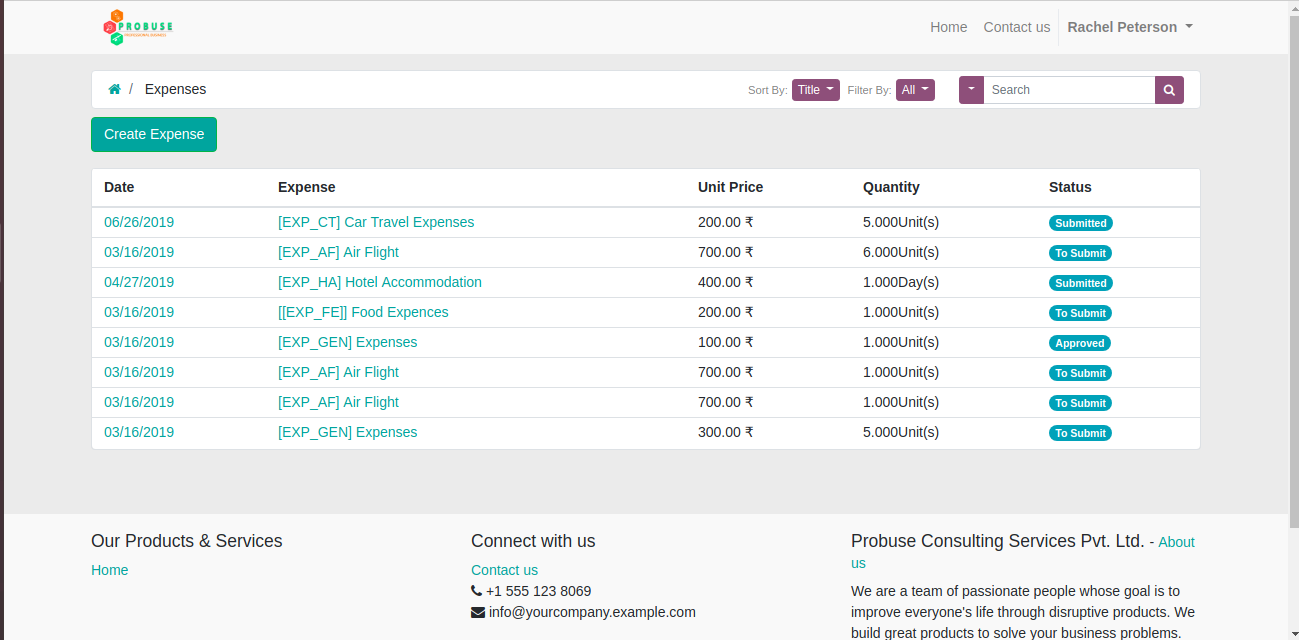 PROBUSE
Home Contact us Rachel Peterson
/ Expenses Sort By: Title Filter By: All Search
Create Expense
Date Expense Unit Price Quantity Status
06/26/2019 [EXP_CT] Car Travel Expenses 200.00 ₹ 5.000Unit(s) Submitted
03/16/2019 [EXP_AF] Air Flight 700.00 ₹ 6.000Unit(s) To Submit
04/27/2019 [EXP_HA] Hotel Accommodation 400.00 ₹ 1.000Day(s) Submitted
03/16/2019 [[EXP_FE]] Food Expences 200.00 ₹ 1.000Unit(s) To Submit
03/16/2019 [EXP_GEN] Expenses 100.00 ₹ 1.000Unit(s) Approved
03/16/2019 [EXP_AF] Air Flight 700.00 ₹ 1.000Unit(s) To Submit
03/16/2019 [EXP_AF] Air Flight 700.00 ₹ 1.000Unit(s) To Submit
03/16/2019 [EXP_GEN] Expenses 300.00 ₹ 5.000Unit(s) To Submit
Our Products & Services
Home
Connect with us
Contact us
+1 555 123 8069
info@yourcompany.example.com
Probuse Consulting Services Pvt. Ltd. - About
us
We are a team of passionate people whose goal is to
improve everyone's life through disruptive products. We
build great products to solve your business problems.